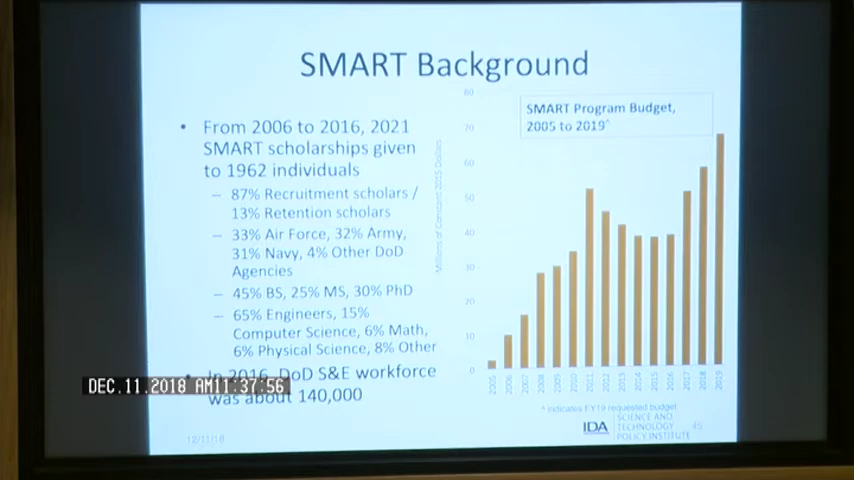 SMART Background
• From 2006 to 2016, 2021
SMART scholarships given
to 1962 individuals
– 87% Recruitment scholars /
13% Retention scholars
– 33% Air Force, 32% Army,
31% Navy, 4% Other DoD
Agencies
– 45% BS, 25% MS, 30% PhD
– 65% Engineers, 15%
Computer Science, 6% Math,
6% Physical Science, 8% Other
• In 2016, DoD S&E workforce
was about 140,000
DEC.11.2018 AM11:37:56
12/11/18
SMART Program Budget,
2005 to 2019^
Millions of Constant 2015 Dollars
80
70
60
50
40
30
20
10
0
2005 2006 2007 2008 2009 2010 2011 2012 2013 2014 2015 2016 2017 2018 2019
^ Indicates FY19 requested budget
IDA
SCIENCE AND
TECHNOLOGY
POLICY INSTITUTE
45